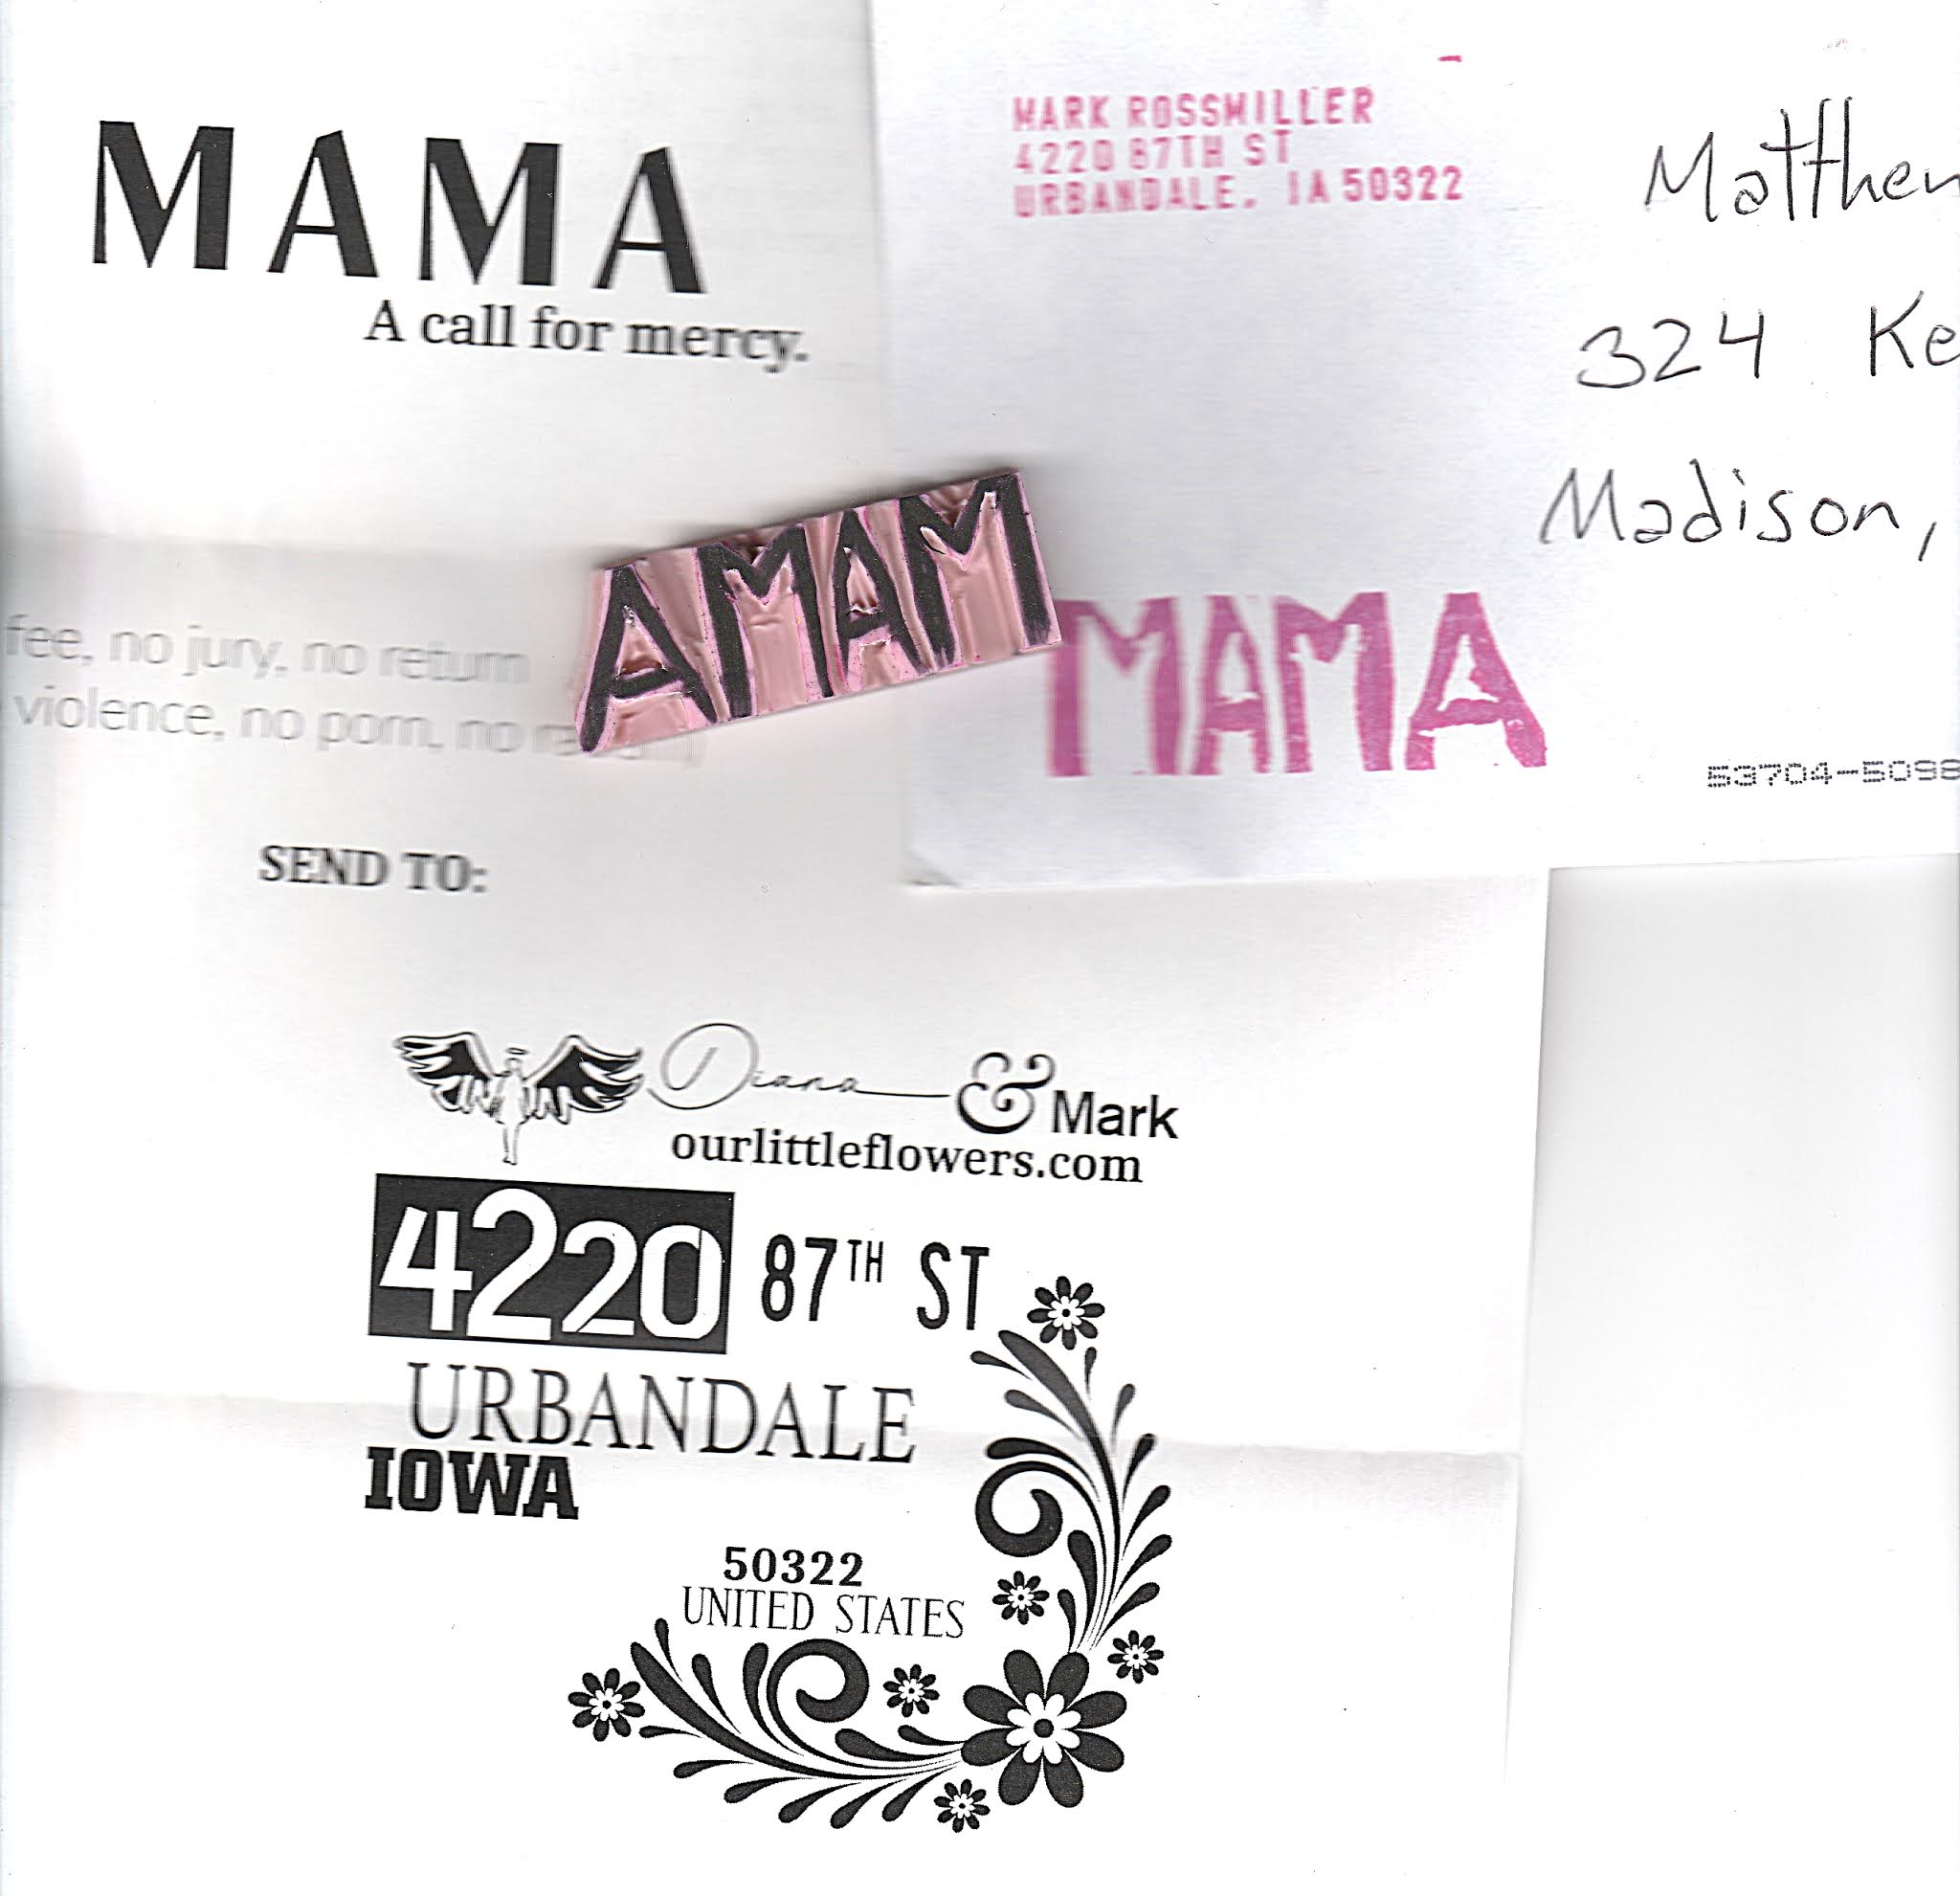 MAMA
A call for mercy.
MARK ROSSMILLER
4220 87TH ST
URBANDALE, IA 50322
324 Ke
Madison,
AMAM
MAMA
53704-5098
fee, no jury, no return
violence, no porn, no
SEND TO:
Diana & Mark
ourlittleflowers.com
4220 87TH ST
URBANDALE
IOWA
50322
UNITED STATES